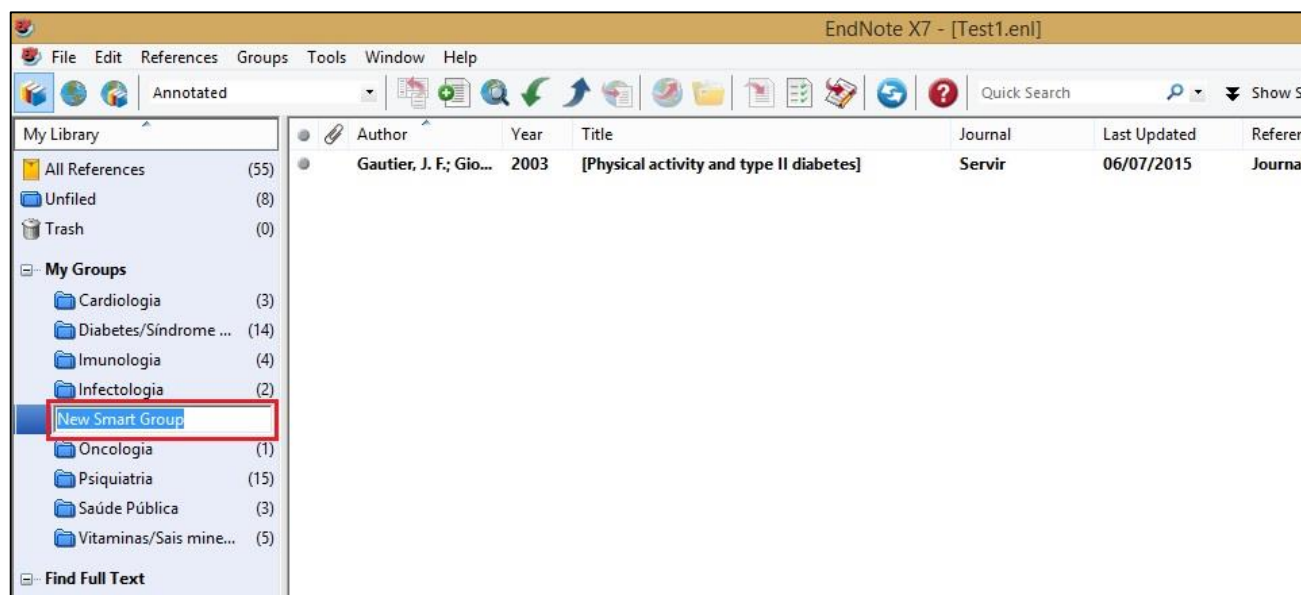 EndNote X7 - [Test1.enl]
File Edit References Groups Tools Window Help
Annotated Quick Search Show S
My Library Author Year Title Journal Last Updated Referen
All References (55) Gautier, J. F.; Gio... 2003 [Physical activity and type II diabetes] Servir 06/07/2015 Journa
Unfiled (8)
Trash (0)
My Groups
Cardiologia (3)
Diabetes/Síndrome ... (14)
Imunologia (4)
Infectologia (2)
New Smart Group
Oncologia (1)
Psiquiatria (15)
Saúde Pública (3)
Vitaminas/Sais mine... (5)
Find Full Text